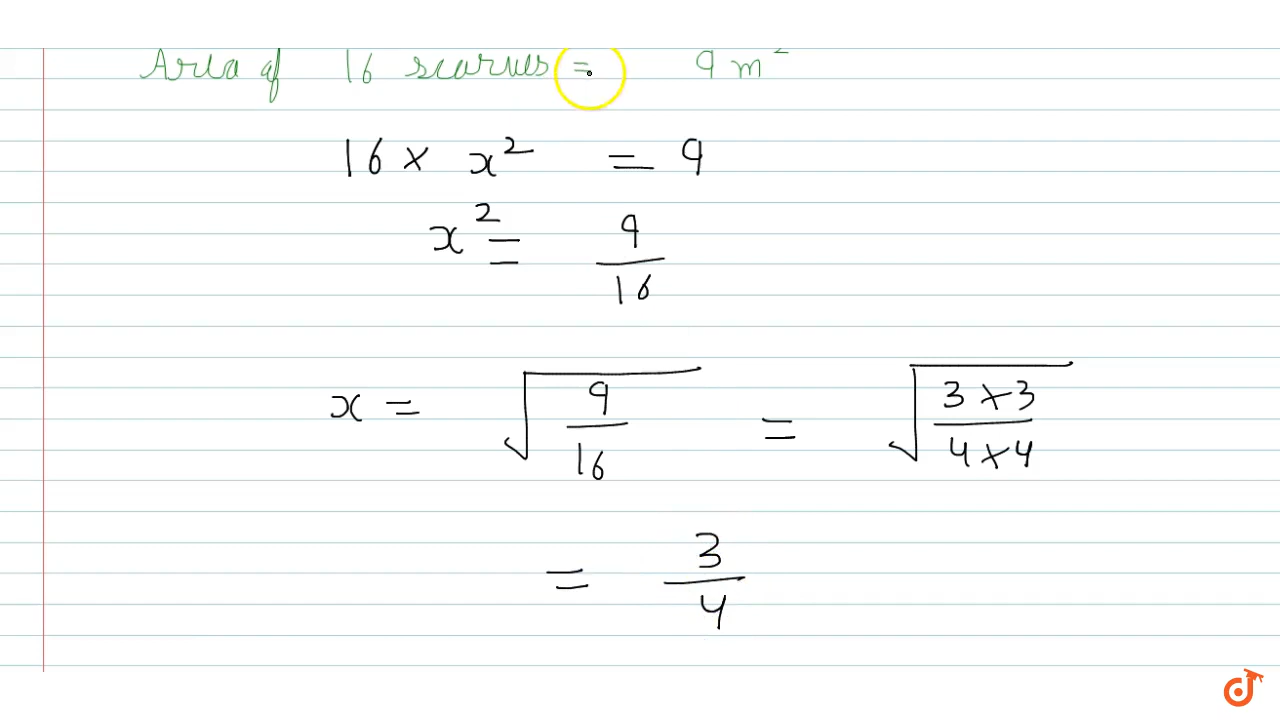 Area of 16 scarves = 9 m²
16 × x² = 9
x² = 9/16
x = √(9/16) = √((3×3)/(4×4))
= 3/4